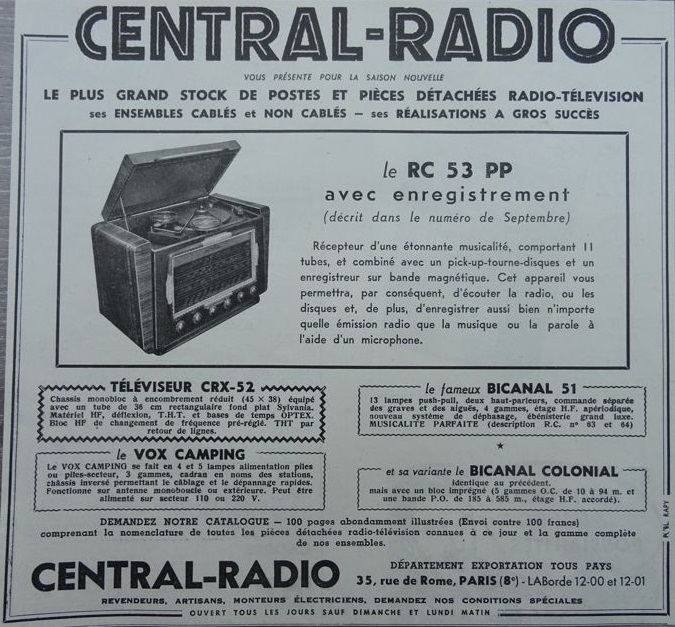 CENTRAL-RADIO
VOUS PRÉSENTE POUR LA SAISON NOUVELLE
LE PLUS GRAND STOCK DE POSTES ET PIÈCES DÉTACHÉES RADIO-TÉLÉVISION
ses ENSEMBLES CABLÉS et NON CABLÉS — ses RÉALISATIONS A GROS SUCCÈS
le RC 53 PP
avec enregistrement
(décrit dans le numéro de Septembre)
Récepteur d'une étonnante musicalité, comportant 11
tubes, et combiné avec un pick-up-tourne-disques et un
enregistreur sur bande magnétique. Cet appareil vous
permettra, par conséquent, d'écouter la radio, ou les
disques et, de plus, d'enregistrer aussi bien n'importe
quelle émission radio que la musique ou la parole à
l'aide d'un microphone.
TÉLÉVISEUR CRX-52
Chassis monobloc à encombrement réduit (45 × 38) équipé
avec un tube de 36 cm rectangulaire fond plat Sylvania.
Matériel HF, déflexion, T.H.T. et bases de temps OPTEX.
Bloc HF de changement de fréquence pré-réglé. THT par
retour de lignes.
le VOX CAMPING
Le VOX CAMPING se fait en 4 et 5 lampes alimentation piles
ou piles-secteur, 3 gammes, cadran en noms des stations,
châssis inversé permettant le câblage et le dépannage rapides.
Fonctionne sur antenne monoboucle ou extérieure. Peut être
alimenté sur secteur 110 ou 220 V.
le fameux BICANAL 51
13 lampes push-pull, deux haut-parleurs, commande séparée
des graves et des aiguës, 4 gammes, étage H.F. apériodique,
nouveau système de déphasage, ébénisterie grand luxe.
MUSICALITE PARFAITE (description R.C. n° 63 et 64)
★
et sa variante le BICANAL COLONIAL
identique au précédent.
mais avec un bloc imprégné (5 gammes O.C. de 10 à 94 m. et
une bande P.O. de 185 à 585 m., étage H.F. accordé).
DEMANDEZ NOTRE CATALOGUE — 100 pages abondamment illustrées (Envoi contre 100 francs)
comprenant la nomenclature de toutes les pièces détachées radio-télévision connues à ce jour et la gamme complète
de nos ensembles.
CENTRAL-RADIO
DÉPARTEMENT EXPORTATION TOUS PAYS
35, rue de Rome, PARIS (8e) - LABorde 12-00 et 12-01
REVENDEURS, ARTISANS, MONTEURS ÉLECTRICIENS, DEMANDEZ NOS CONDITIONS SPÉCIALES
OUVERT TOUS LES JOURS SAUF DIMANCHE ET LUNDI MATIN
PUBL. RAPY